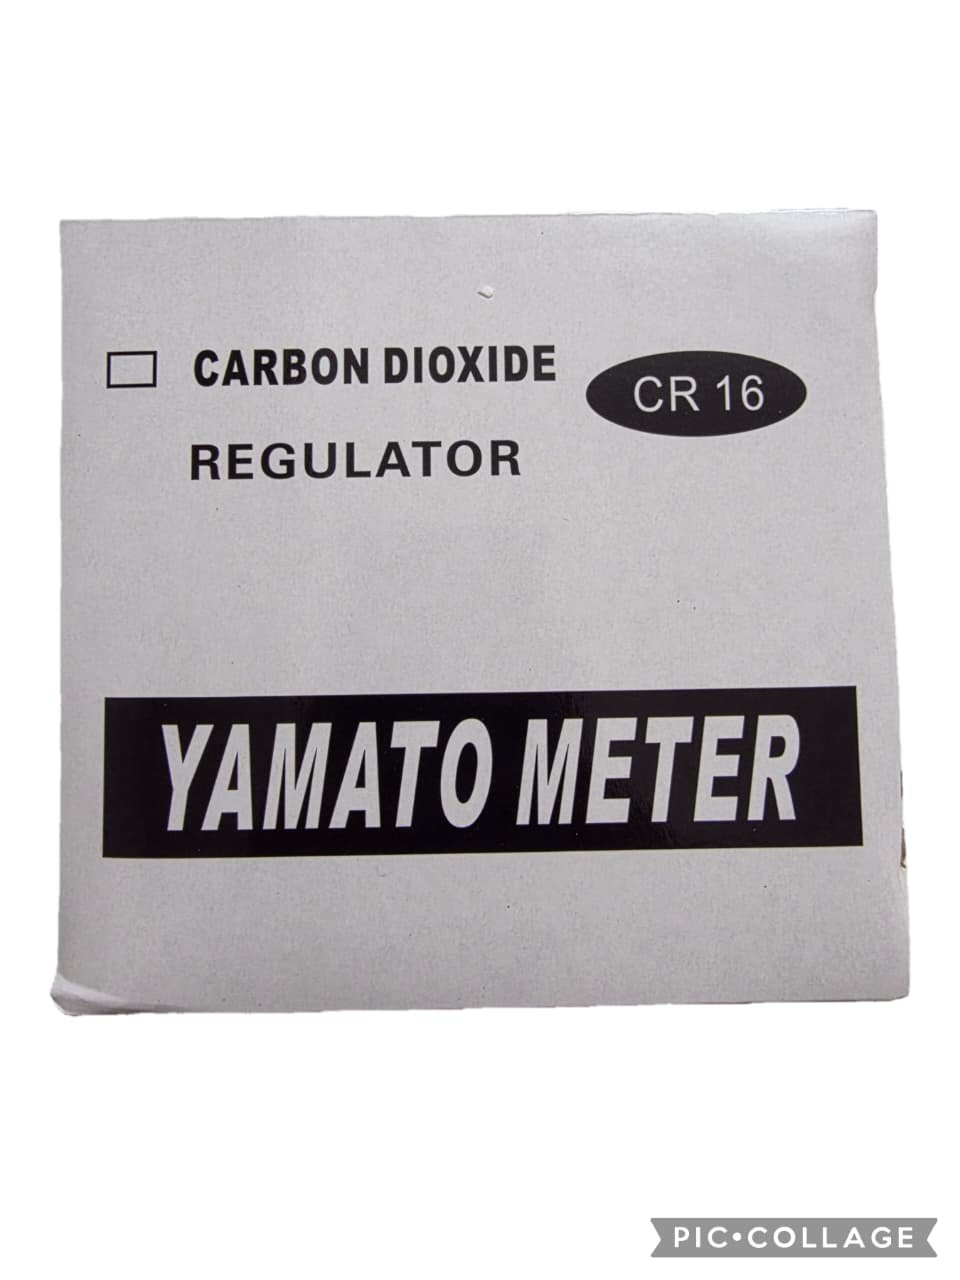 CARBON DIOXIDE
CR 16
REGULATOR
YAMATO METER
PIC•COLLAGE